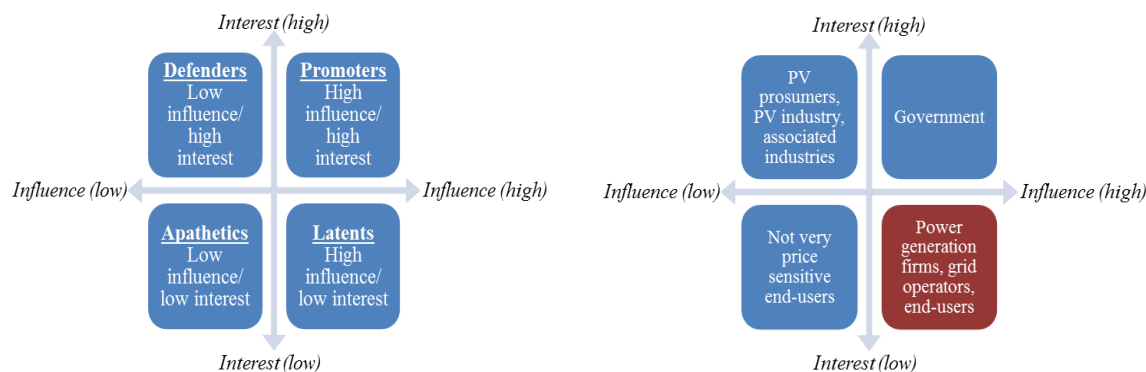 Interest (high)
Defenders
Low
influence/
high
interest
Promoters
High
influence/
high
interest
Influence (low)
Influence (high)
Apathetics
Low
influence/
low interest
Latents
High
influence/
low interest
Interest (low)
Interest (high)
PV
prosumers,
PV industry,
associated
industries
Government
Influence (low)
Influence (high)
Not very
price
sensitive
end-users
Power
generation
firms, grid
operators,
end-users
Interest (low)